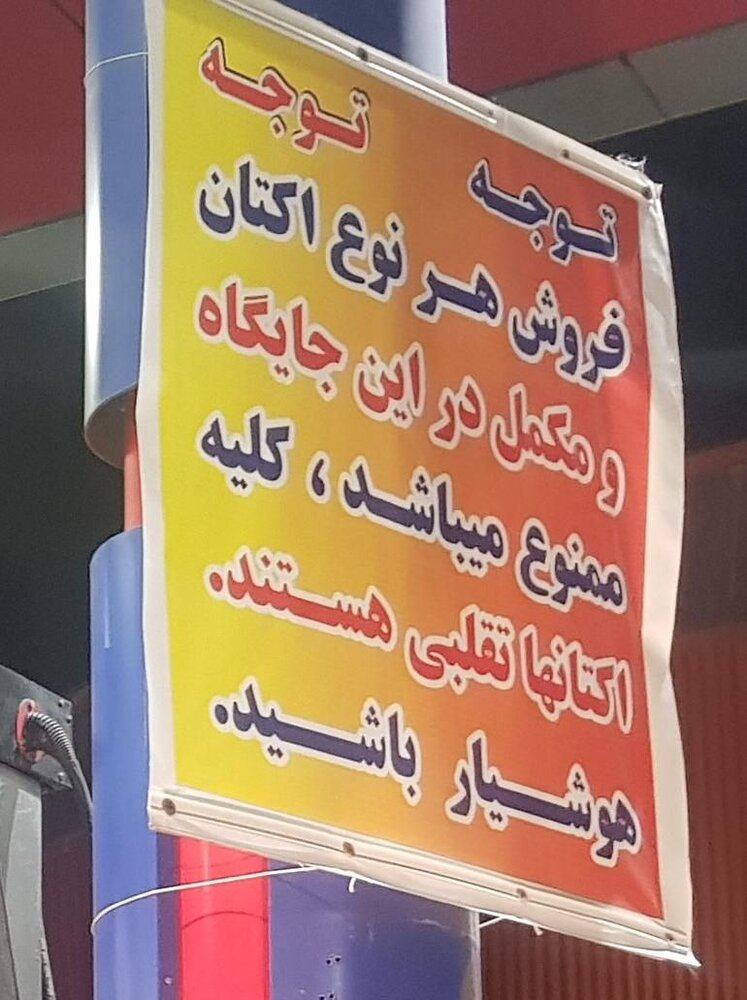 توجه توجه
فروش هر نوع اکتان
و مکمل در این جایگاه
ممنوع میباشد ، کلیه
اکتانها تقلبی هستند.
هوشیار باشید.